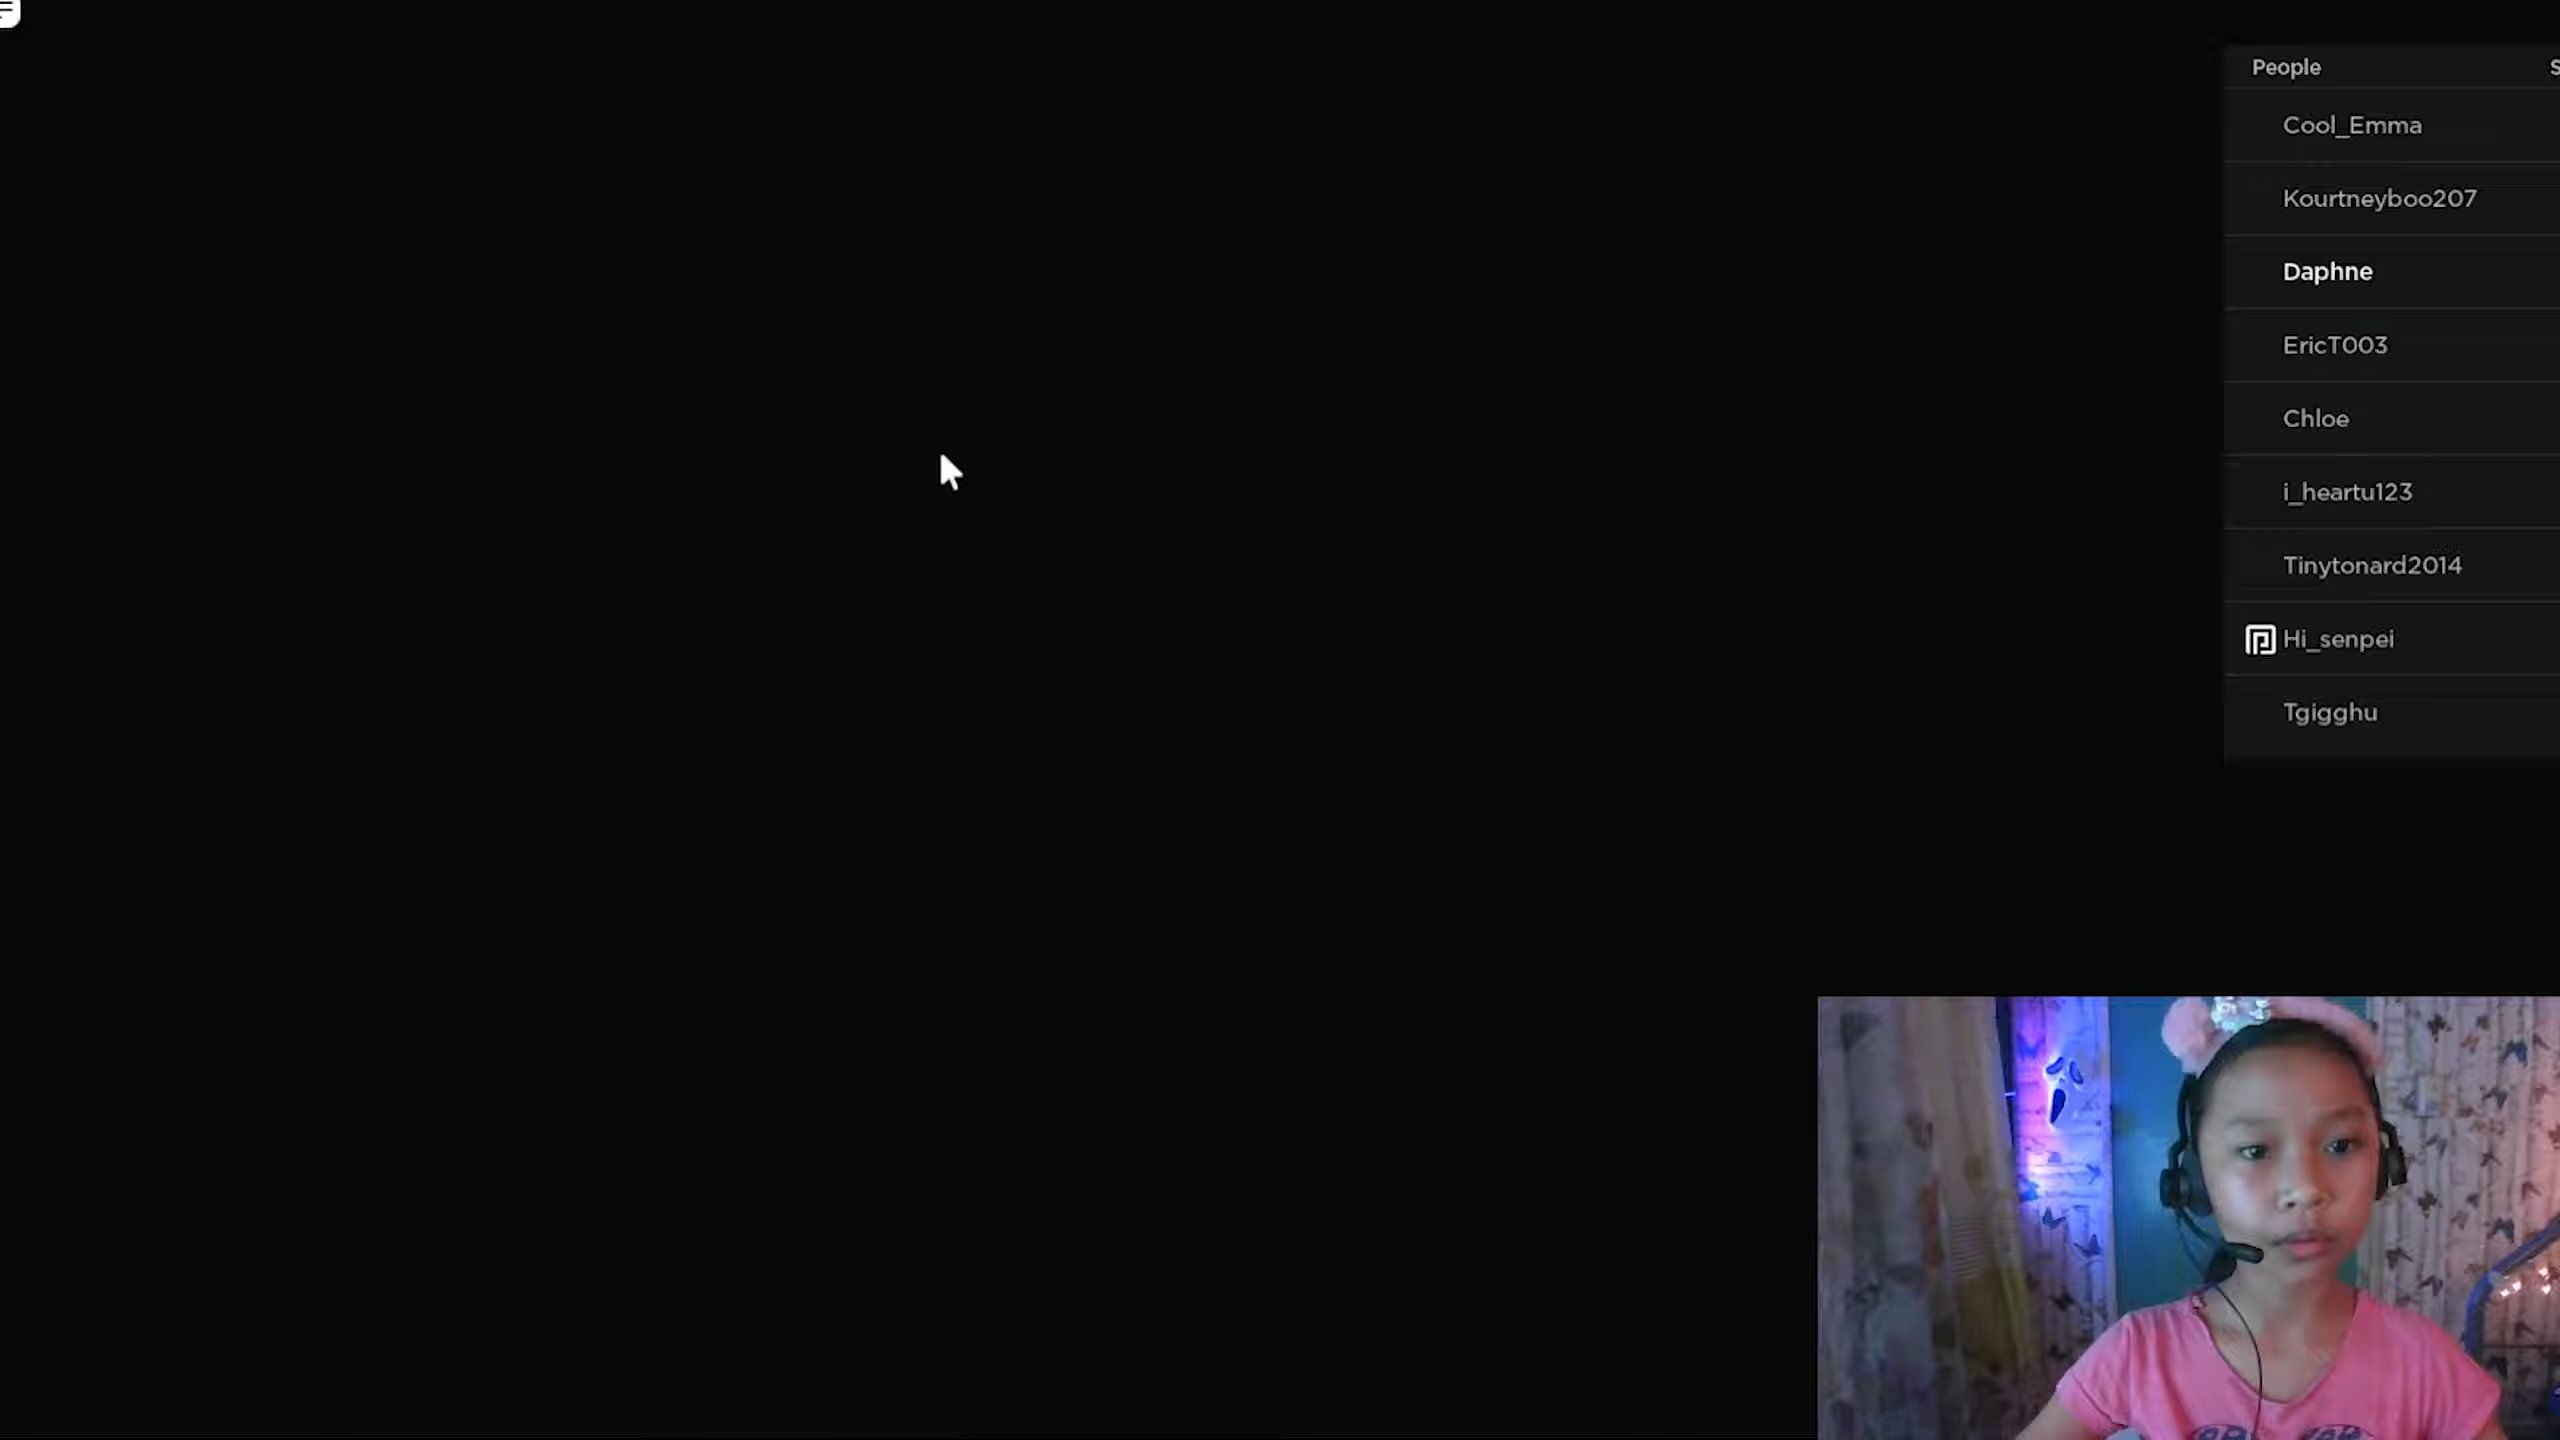 People
Cool_Emma
Kourtneyboo207
Daphne
EricT003
Chloe
i_heartu123
Tinytonard2014
Hi_senpei
Tgigghu